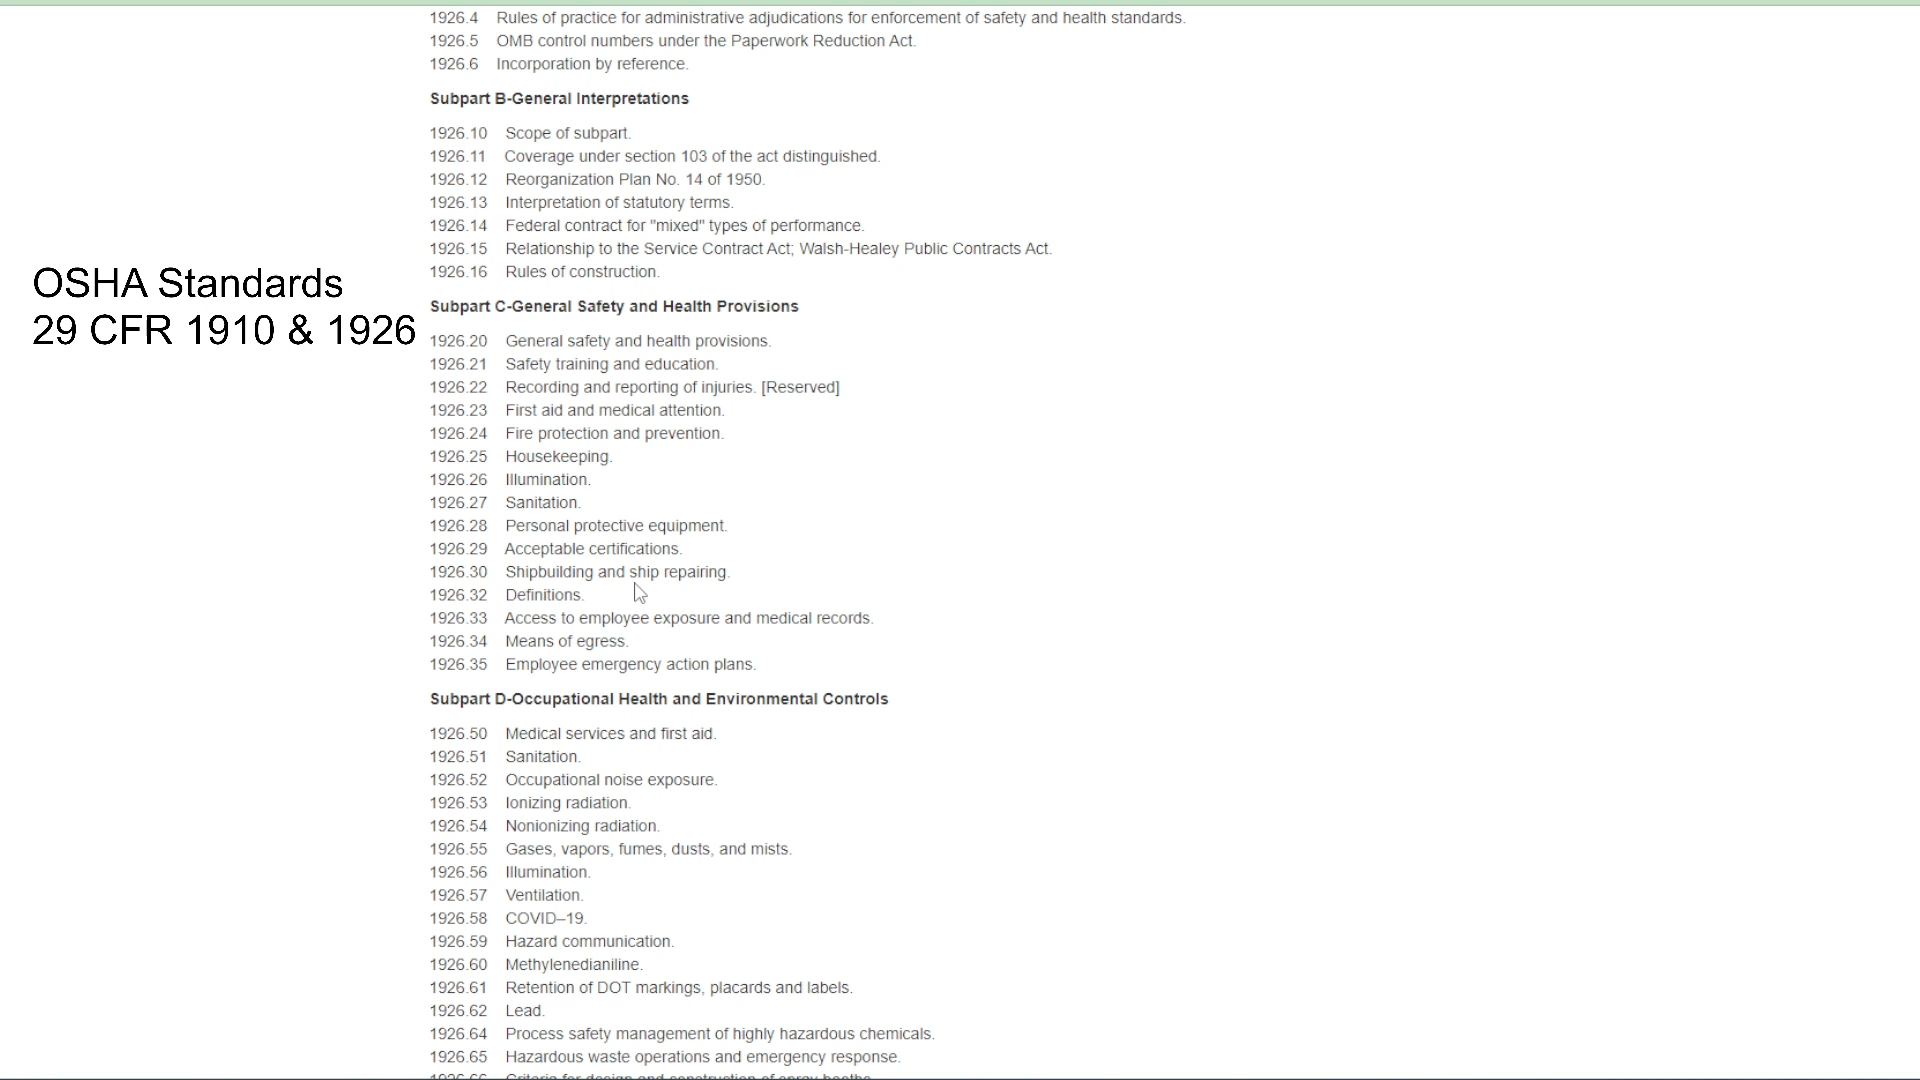 1926.4 Rules of practice for administrative adjudications for enforcement of safety and health standards.
1926.5 OMB control numbers under the Paperwork Reduction Act.
1926.6 Incorporation by reference.
Subpart B-General Interpretations
1926.10 Scope of subpart.
1926.11 Coverage under section 103 of the act distinguished.
1926.12 Reorganization Plan No. 14 of 1950.
1926.13 Interpretation of statutory terms.
1926.14 Federal contract for "mixed" types of performance.
1926.15 Relationship to the Service Contract Act; Walsh-Healey Public Contracts Act.
1926.16 Rules of construction.
OSHA Standards
29 CFR 1910 & 1926
Subpart C-General Safety and Health Provisions
1926.20 General safety and health provisions.
1926.21 Safety training and education.
1926.22 Recording and reporting of injuries. [Reserved]
1926.23 First aid and medical attention.
1926.24 Fire protection and prevention.
1926.25 Housekeeping.
1926.26 Illumination.
1926.27 Sanitation.
1926.28 Personal protective equipment.
1926.29 Acceptable certifications.
1926.30 Shipbuilding and ship repairing.
1926.32 Definitions.
1926.33 Access to employee exposure and medical records.
1926.34 Means of egress.
1926.35 Employee emergency action plans.
Subpart D-Occupational Health and Environmental Controls
1926.50 Medical services and first aid.
1926.51 Sanitation.
1926.52 Occupational noise exposure.
1926.53 Ionizing radiation.
1926.54 Nonionizing radiation.
1926.55 Gases, vapors, fumes, dusts, and mists.
1926.56 Illumination.
1926.57 Ventilation.
1926.58 COVID–19.
1926.59 Hazard communication.
1926.60 Methylenedianiline.
1926.61 Retention of DOT markings, placards and labels.
1926.62 Lead.
1926.64 Process safety management of highly hazardous chemicals.
1926.65 Hazardous waste operations and emergency response.
1926.66 Criteria for design and construction of spray booths.